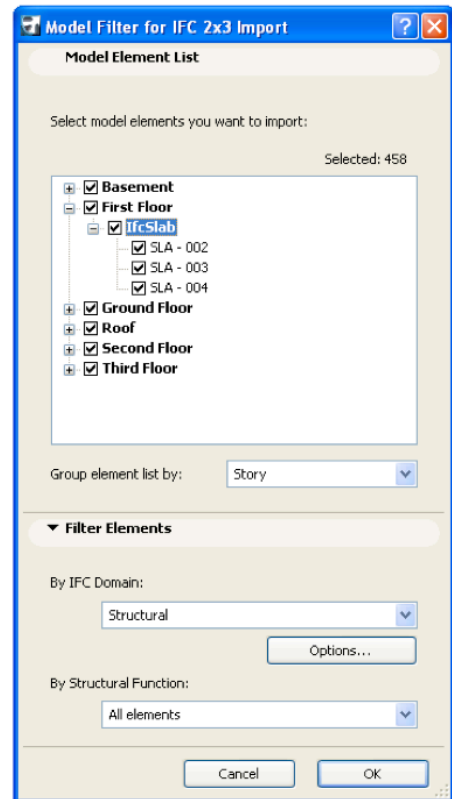 Model Filter for IFC 2x3 Import
Model Element List
Select model elements you want to import:
Selected: 458
Basement
First Floor
IfcSlab
SLA - 002
SLA - 003
SLA - 004
Ground Floor
Roof
Second Floor
Third Floor
Group element list by: Story
Filter Elements
By IFC Domain:
Structural
Options...
By Structural Function:
All elements
Cancel OK